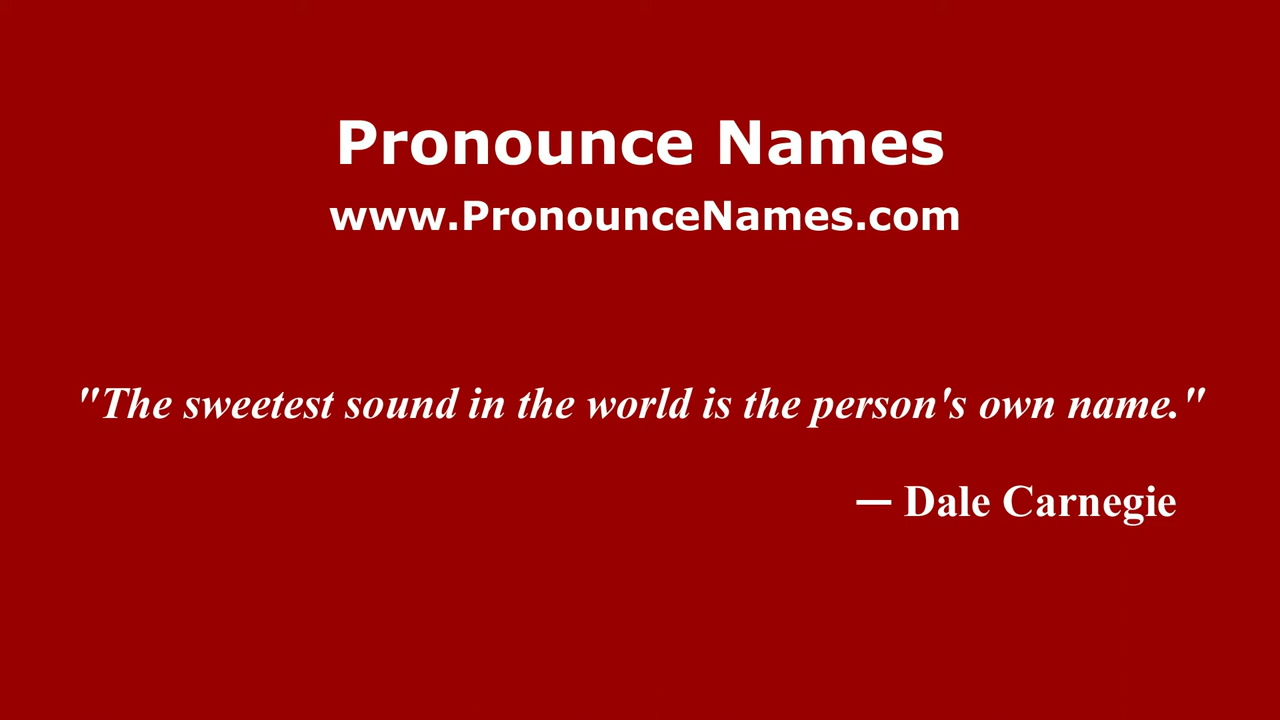 Pronounce Names
www.PronounceNames.com
"The sweetest sound in the world is the person's own name."
— Dale Carnegie